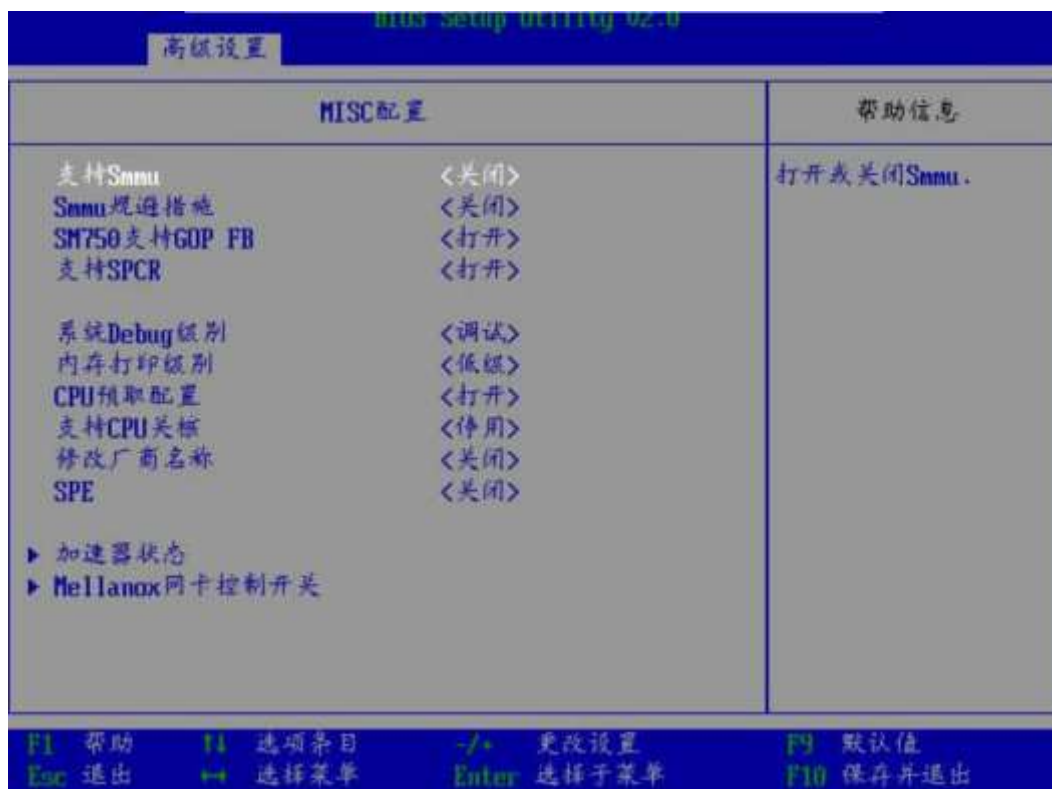 BIOS Setup Utility V2.0
高级设置
MISC配置
帮助信息
支持Smmu <关闭>
打开或关闭Smmu.
Smmu规避措施 <关闭>
SM750支持GOP FB <打开>
支持SPCR <打开>
系统Debug级别 <调试>
内存打印级别 <低级>
CPU预取配置 <打开>
支持CPU关核 <停用>
修改厂商名称 <关闭>
SPE <关闭>
加速器状态
Mellanox网卡控制开关
F1 帮助 ↑↓ 选项条目 -/+ 更改设置 F9 默认值
Esc 退出 ←→ 选择菜单 Enter 选择子菜单 F10 保存并退出